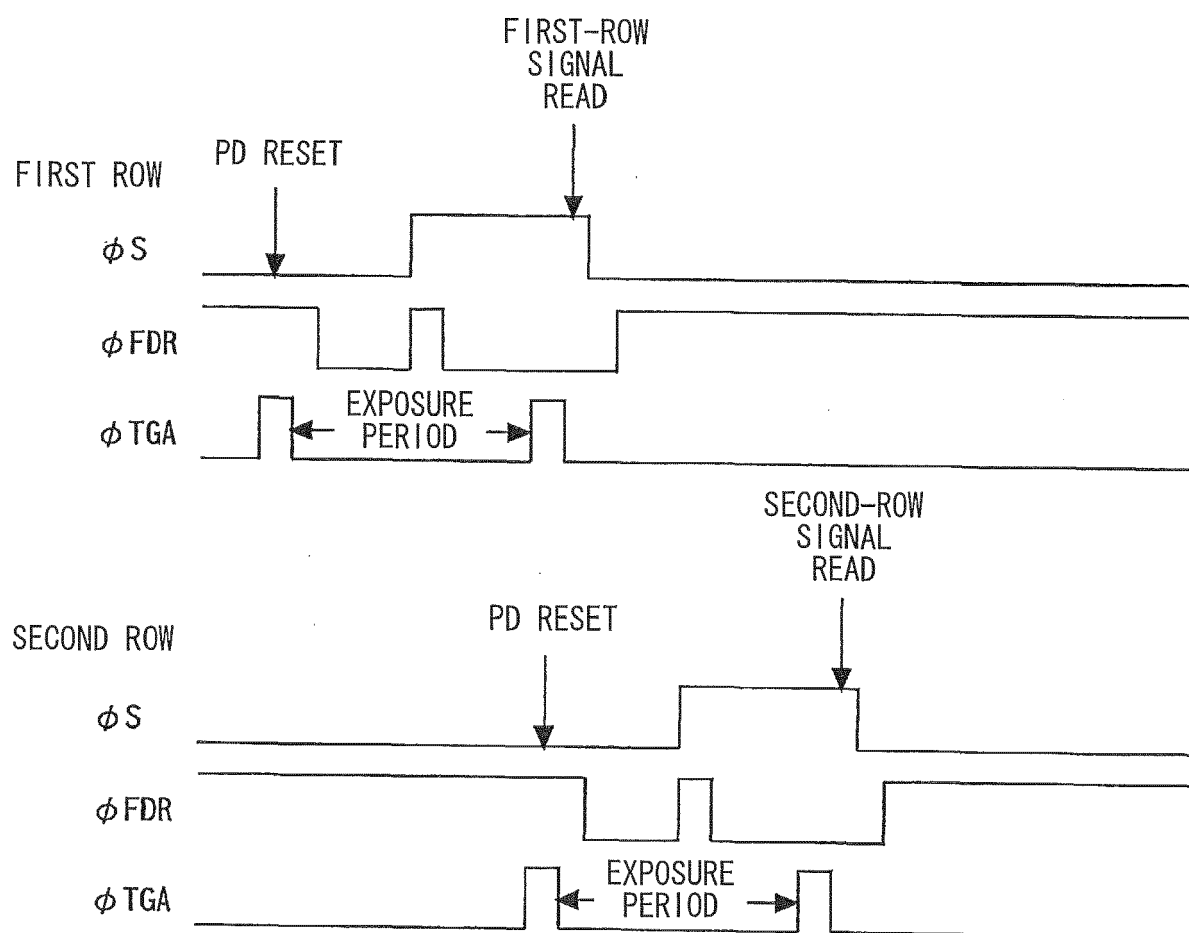 FIRST-ROW
SIGNAL
READ
PD RESET
FIRST ROW
φS
φFDR
φTGA
EXPOSURE
PERIOD
SECOND-ROW
SIGNAL
READ
PD RESET
SECOND ROW
φS
φFDR
φTGA
EXPOSURE
PERIOD